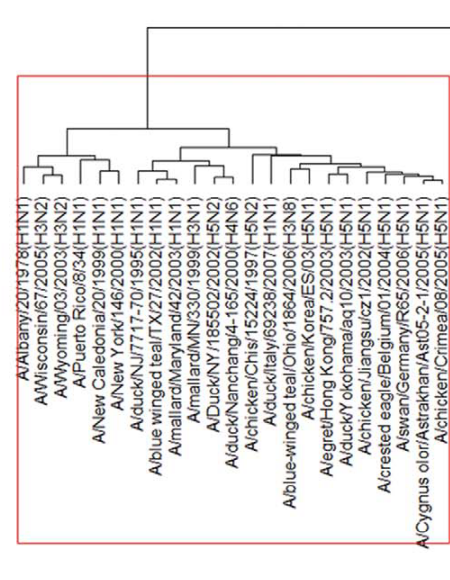 A/Albany/20/1978(H1N1)
A/Wisconsin/67/2005(H3N2)
A/Wyoming/03/2003(H3N2)
A/Puerto Rico/8/34(H1N1)
A/New Caledonia/20/1999(H1N1)
A/New York/146/2000(H1N1)
A/duck/NJ/7717-70/1995(H1N1)
A/blue winged teal/TX/27/2002(H1N1)
A/mallard/Maryland/42/2003(H1N1)
A/mallard/MN/330/1999(H3N1)
A/Duck/NY/185502/2002(H5N2)
A/duck/Nanchang/4-165/2000(H4N6)
A/chicken/Chis/15224/1997(H5N2)
A/duck/Italy/69238/2007(H1N1)
A/blue-winged teal/Ohio/1864/2006(H3N8)
A/chicken/Korea/ES/03(H5N1)
A/egret/Hong Kong/757.2/2003(H5N1)
A/duck/Yokohama/aq10/2003(H5N1)
A/chicken/Jiangsu/cz1/2002(H5N1)
A/crested eagle/Belgium/01/2004(H5N1)
A/swan/Germany/R65/2006(H5N1)
A/Cygnus olor/Astrakhan/Ast05-2-1/2005(H5N1)
A/chicken/Crimea/08/2005(H5N1)